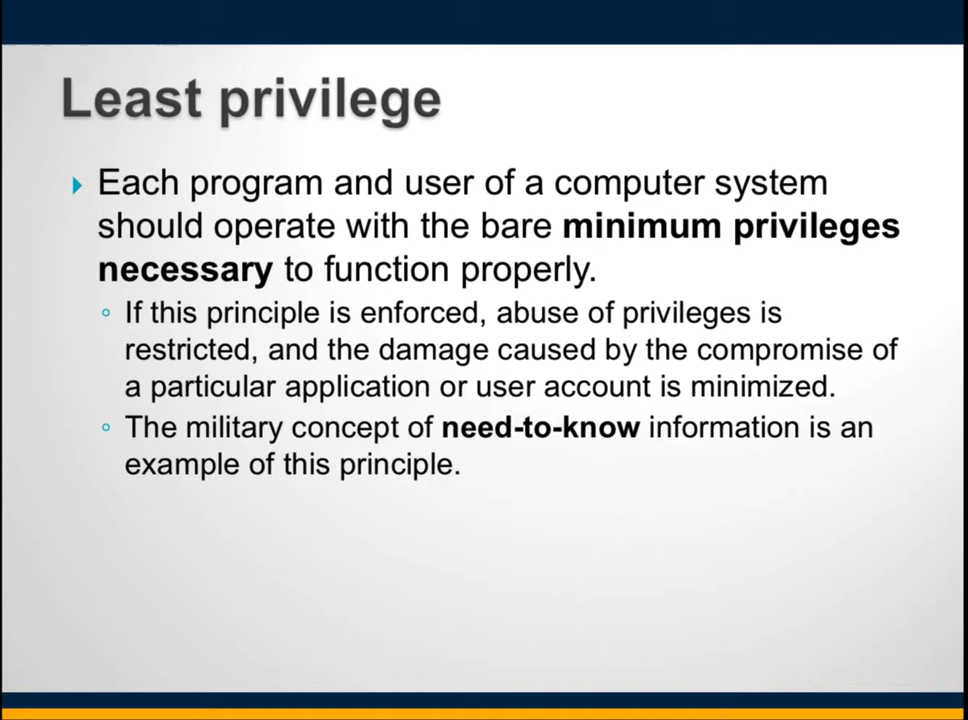 Least privilege
Each program and user of a computer system
should operate with the bare minimum privileges
necessary to function properly.
If this principle is enforced, abuse of privileges is
restricted, and the damage caused by the compromise of
a particular application or user account is minimized.
The military concept of need-to-know information is an
example of this principle.